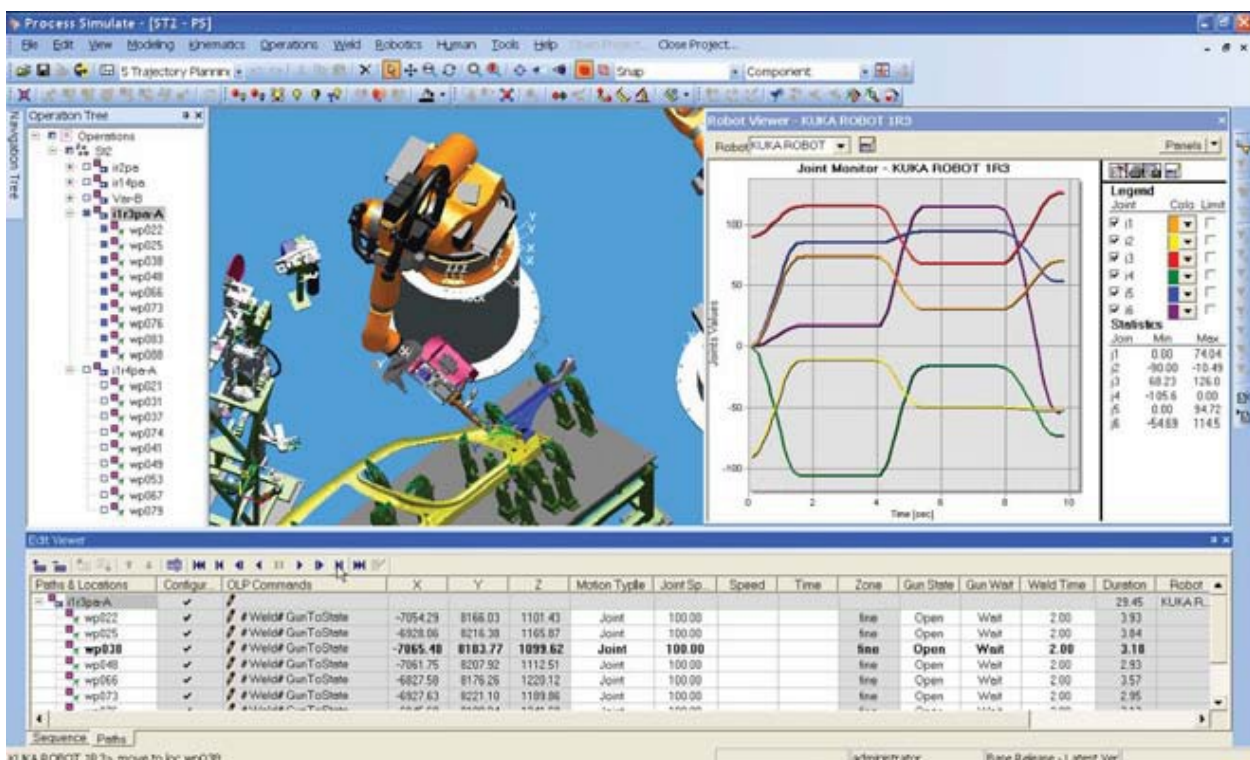 Process Simulate - [ST2 - PS]
File Edit View Modeling Kinematics Operations Weld Robotics Human Tools Help Close Project...
5 Trajectory Plannin Snap Component
Navigation Tree
Operation Tree
Operations
St2
ir2pa
ir14pa
Var-B
i1r3pa-A
wp022
wp025
wp038
wp048
wp066
wp073
wp076
wp083
wp088
i1r4pa-A
wp021
wp031
wp037
wp074
wp041
wp049
wp053
wp067
wp079
Robot Viewer - KUKA ROBOT 1R3
Robot KUKA ROBOT Panels
Joint Monitor - KUKA ROBOT 1R3
Joints Values
100
50
0
-50
-100
0 2 4 6 8 10
Time [sec]
Legend
Joint Colo Limit
j1
j2
j3
j4
j5
j6
Statistics
Join Min Max
j1 0.00 74.04
j2 -90.00 -10.49
j3 68.23 126.0
j4 -105.6 0.00
j5 0.00 94.72
j6 -54.69 114.5
Edit Viewer
Paths & Locations Configur... OLP Commands X Y Z Motion Typlle Joint Sp... Speed Time Zone Gun State Gun Wait Weld Time Duration Robot
i1r3pa-A 29.45 KUKA R...
wp022 # Weld# GunToState -7054.29 8166.03 1101.43 Joint 100.00 fine Open Wait 2.00 3.93
wp025 # Weld# GunToState -6928.06 8216.38 1165.87 Joint 100.00 fine Open Wait 2.00 3.84
wp038 # Weld# GunToState -7065.48 8183.77 1099.62 Joint 100.00 fine Open Wait 2.00 3.18
wp048 # Weld# GunToState -7061.75 8207.92 1112.51 Joint 100.00 fine Open Wait 2.00 2.93
wp066 # Weld# GunToState -6827.58 8176.26 1220.12 Joint 100.00 fine Open Wait 2.00 3.57
wp073 # Weld# GunToState -6927.63 8221.10 1189.86 Joint 100.00 fine Open Wait 2.00 2.95
Sequence Paths
KUKA ROBOT 1R3> move to loc wp038 administrator Base Release - Latest Ver